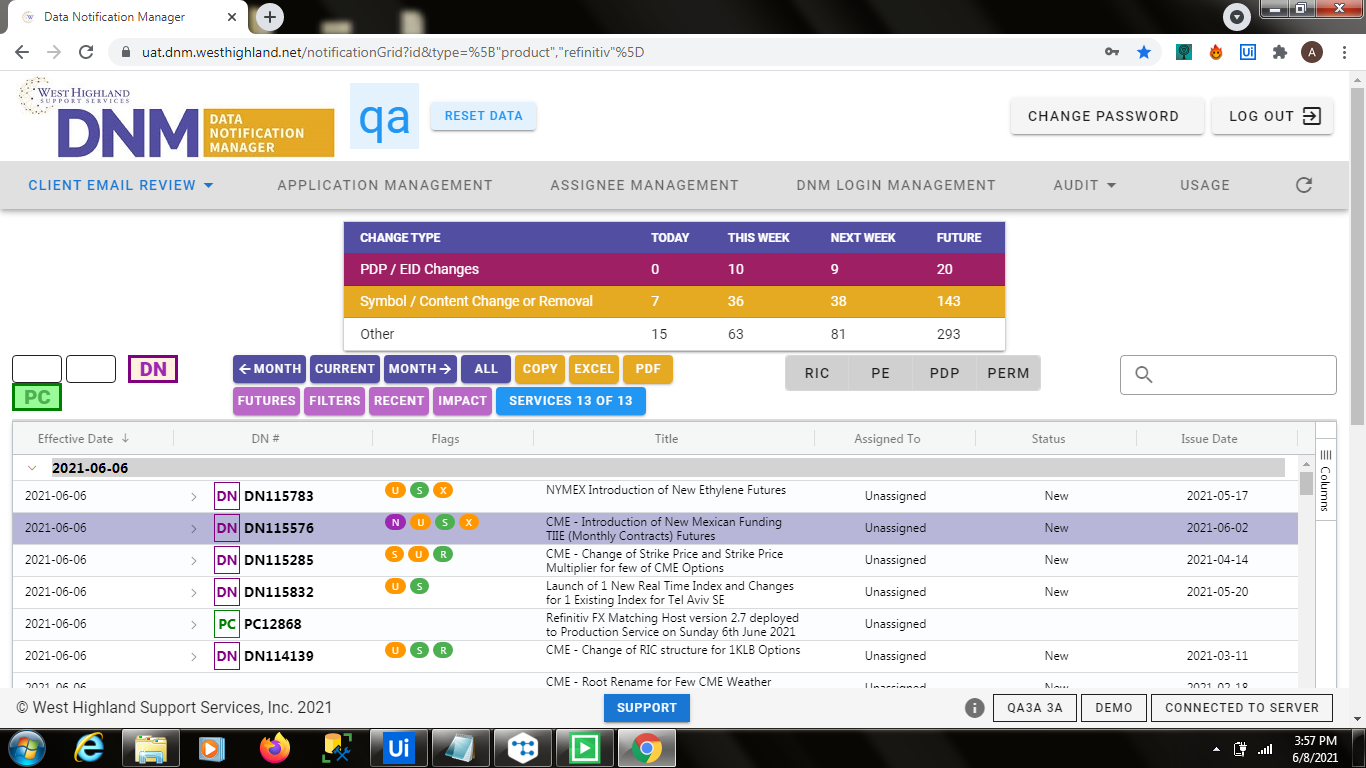 Data Notification Manager
uat.dnm.westhighland.net/notificationGrid?id&type=%5B"product","refinitiv"%5D
Ui
A
WEST HIGHLAND
SUPPORT SERVICES
DNM
DATA
NOTIFICATION
MANAGER
qa
RESET DATA
CHANGE PASSWORD
LOG OUT
CLIENT EMAIL REVIEW
APPLICATION MANAGEMENT
ASSIGNEE MANAGEMENT
DNM LOGIN MANAGEMENT
AUDIT
USAGE
CHANGE TYPE TODAY THIS WEEK NEXT WEEK FUTURE
PDP / EID Changes 0 10 9 20
Symbol / Content Change or Removal 7 36 38 143
Other 15 63 81 293
DN
PC
←MONTH CURRENT MONTH→ ALL COPY EXCEL PDF
FUTURES FILTERS RECENT IMPACT SERVICES 13 OF 13
RIC PE PDP PERM
Effective Date ↓ DN # Flags Title Assigned To Status Issue Date
Columns
2021-06-06
2021-06-06 DN DN115783 U S X NYMEX Introduction of New Ethylene Futures Unassigned New 2021-05-17
2021-06-06 DN DN115576 N U S X CME - Introduction of New Mexican Funding Unassigned New 2021-06-02
TIIE (Monthly Contracts) Futures
2021-06-06 DN DN115285 S U R CME - Change of Strike Price and Strike Price Unassigned New 2021-04-14
Multiplier for few of CME Options
2021-06-06 DN DN115832 U S Launch of 1 New Real Time Index and Changes Unassigned New 2021-05-20
for 1 Existing Index for Tel Aviv SE
2021-06-06 PC PC12868 Refinitiv FX Matching Host version 2.7 deployed Unassigned
to Production Service on Sunday 6th June 2021
2021-06-06 DN DN114139 U S R CME - Change of RIC structure for 1KLB Options Unassigned New 2021-03-11
2021-06-06 CME - Root Rename for Few CME Weather Unassigned New 2021-02-18
© West Highland Support Services, Inc. 2021
SUPPORT
QA3A 3A
DEMO
CONNECTED TO SERVER
Ui
3:57 PM
6/8/2021